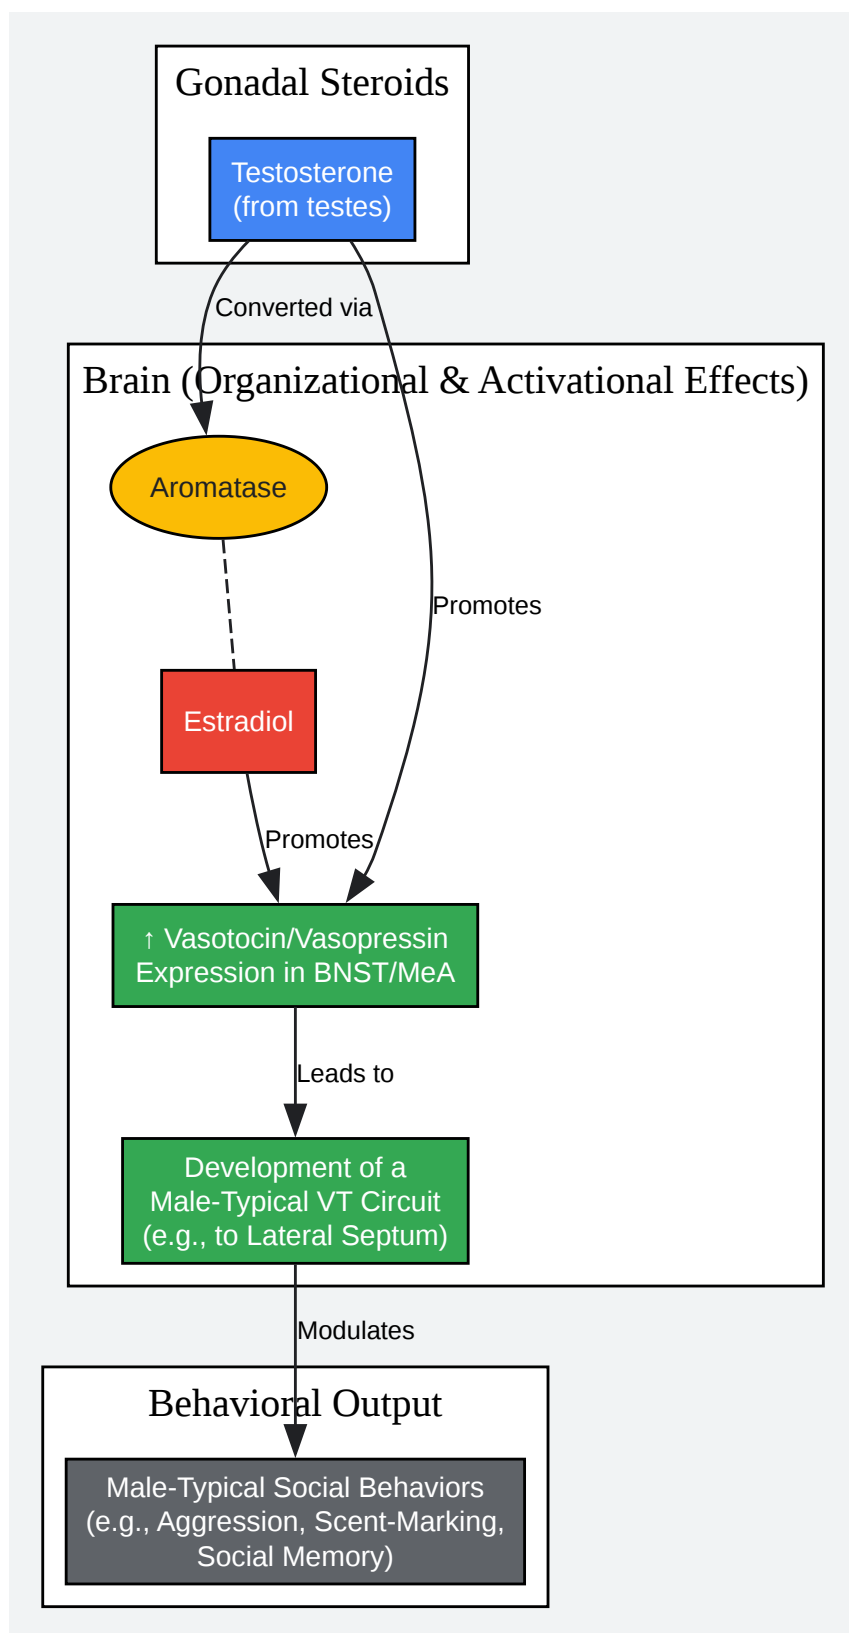 Gonadal Steroids
Testosterone
(from testes)
Converted via
Brain (Organizational & Activational Effects)
Aromatase
Promotes
Estradiol
Promotes
↑ Vasotocin/Vasopressin
Expression in BNST/MeA
Leads to
Development of a
Male-Typical VT Circuit
(e.g., to Lateral Septum)
Modulates
Behavioral Output
Male-Typical Social Behaviors
(e.g., Aggression, Scent-Marking,
Social Memory)